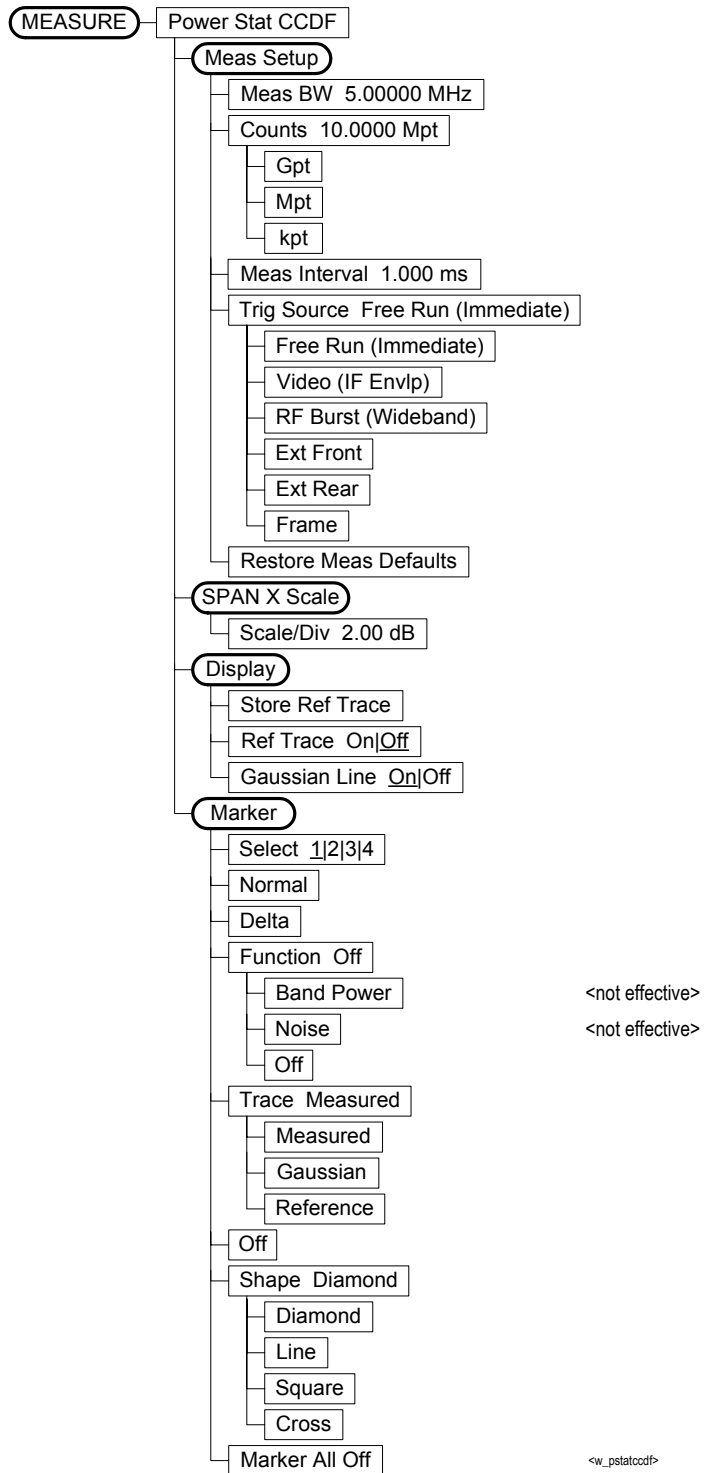 MEASURE Power Stat CCDF
Meas Setup
Meas BW 5.00000 MHz
Counts 10.0000 Mpt
Gpt
Mpt
kpt
Meas Interval 1.000 ms
Trig Source Free Run (Immediate)
Free Run (Immediate)
Video (IF Envlp)
RF Burst (Wideband)
Ext Front
Ext Rear
Frame
Restore Meas Defaults
SPAN X Scale
Scale/Div 2.00 dB
Display
Store Ref Trace
Ref Trace On|Off
Gaussian Line On|Off
Marker
Select 1|2|3|4
Normal
Delta
Function Off
Band Power <not effective>
Noise <not effective>
Off
Trace Measured
Measured
Gaussian
Reference
Off
Shape Diamond
Diamond
Line
Square
Cross
Marker All Off <w_pstatccdf>